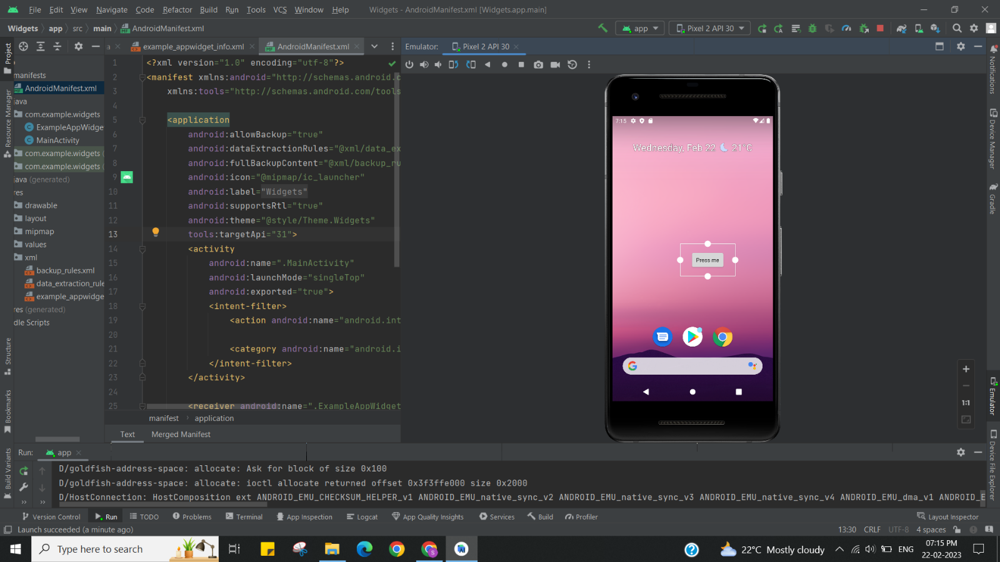 File Edit View Navigate Code Refactor Build Run Tools VCS Window Help Widgets - AndroidManifest.xml [Widgets.app.main]
Widgets app src main AndroidManifest.xml app Pixel 2 API 30
a example_appwidget_info.xml AndroidManifest.xml Emulator: Pixel 2 API 30
Project
Resource Manager
Structure
Bookmarks
Build Variants
manifests
AndroidManifest.xml
ava
com.example.widgets
ExampleAppWidge
MainActivity
com.example.widgets
com.example.widgets
ava (generated)
res
drawable
layout
mipmap
values
xml
backup_rules.xml
data_extraction_rule
example_appwidge
res (generated)
dle Scripts
1 <?xml version="1.0" encoding="utf-8"?>
2 <manifest xmlns:android="http://schemas.android.c
3 xmlns:tools="http://schemas.android.com/tools
4
5 <application
6 android:allowBackup="true"
7 android:dataExtractionRules="@xml/data_ex
8 android:fullBackupContent="@xml/backup_ru
9 android:icon="@mipmap/ic_launcher"
10 android:label="Widgets"
11 android:supportsRtl="true"
12 android:theme="@style/Theme.Widgets"
13 tools:targetApi="31">
14 <activity
15 android:name=".MainActivity"
16 android:launchMode="singleTop"
17 android:exported="true">
18 <intent-filter>
19 <action android:name="android.int
20
21 <category android:name="android.i
22 </intent-filter>
23 </activity>
24
25 <receiver android:name=".ExampleAppWidget
manifest application
Text Merged Manifest
7:15
Wednesday, Feb 22 21°C
Press me
1:1
Notifications
Device Manager
Gradle
Emulator
Device File Explorer
Run: app
D/goldfish-address-space: allocate: Ask for block of size 0x100
D/goldfish-address-space: allocate: ioctl allocate returned offset 0x3f3ffe000 size 0x2000
D/HostConnection: HostComposition ext ANDROID_EMU_CHECKSUM_HELPER_v1 ANDROID_EMU_native_sync_v2 ANDROID_EMU_native_sync_v3 ANDROID_EMU_native_sync_v4 ANDROID_EMU_dma_v1 ANDROID_E
Version Control Run TODO Problems Terminal App Inspection Logcat App Quality Insights Services Build Profiler Layout Inspector
Launch succeeded (a minute ago) 13:30 CRLF UTF-8 4 spaces
Type here to search 22°C Mostly cloudy ENG 07:15 PM
22-02-2023